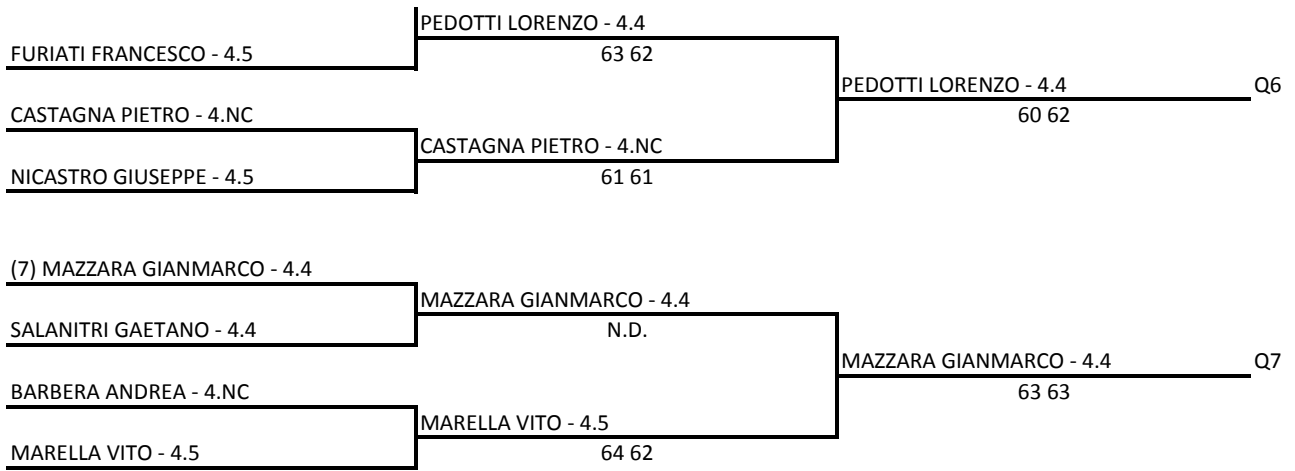 PEDOTTI LORENZO - 4.4
FURIATI FRANCESCO - 4.5
63 62
PEDOTTI LORENZO - 4.4
Q6
CASTAGNA PIETRO - 4.NC
60 62
CASTAGNA PIETRO - 4.NC
NICASTRO GIUSEPPE - 4.5
61 61
(7) MAZZARA GIANMARCO - 4.4
MAZZARA GIANMARCO - 4.4
SALANITRI GAETANO - 4.4
N.D.
MAZZARA GIANMARCO - 4.4
Q7
BARBERA ANDREA - 4.NC
63 63
MARELLA VITO - 4.5
MARELLA VITO - 4.5
64 62